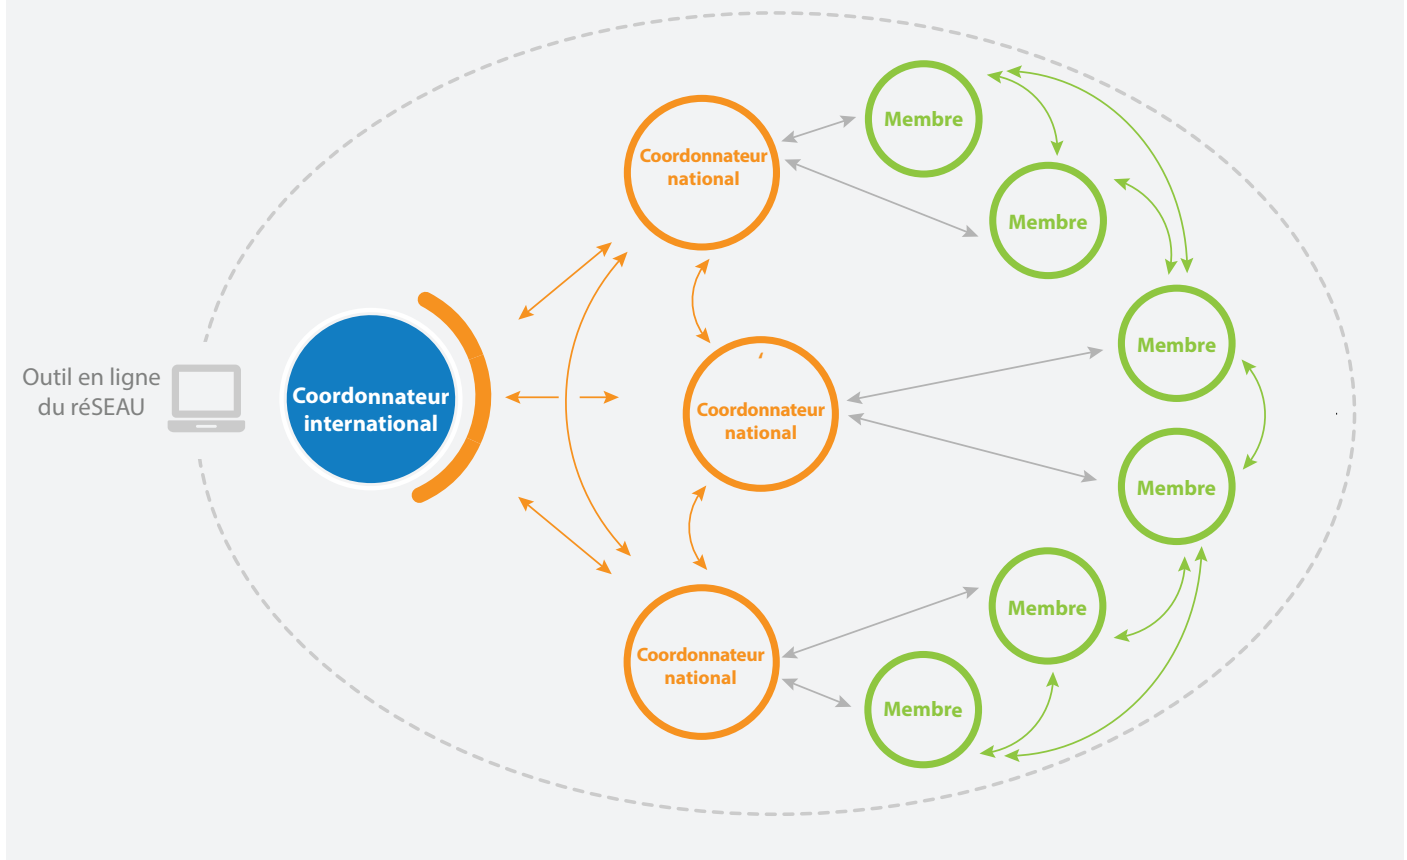 Outil en ligne
du réSEAU
Coordonnateur
international
Coordonnateur
national
Coordonnateur
national
Coordonnateur
national
Membre
Membre
Membre
Membre
Membre
Membre